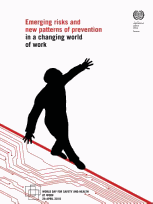 Emerging risks and
new patterns of prevention
in a changing world
of work
WORLD DAY FOR SAFETY AND HEALTH
AT WORK
28 APRIL 2010